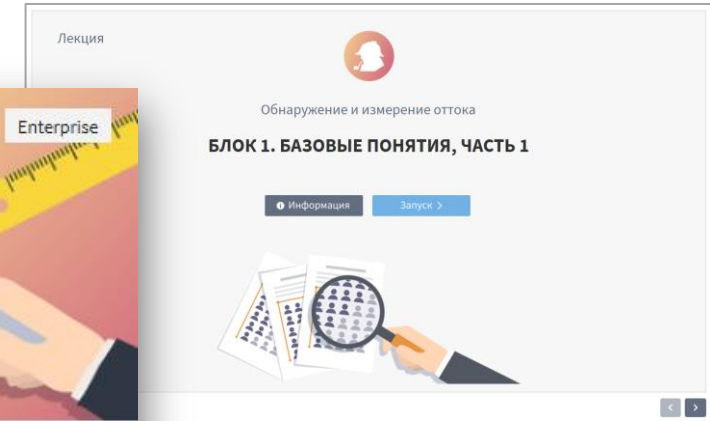 Лекция
Enterprise
Обнаружение и измерение оттока
БЛОК 1. БАЗОВЫЕ ПОНЯТИЯ, ЧАСТЬ 1
Информация
Запуск